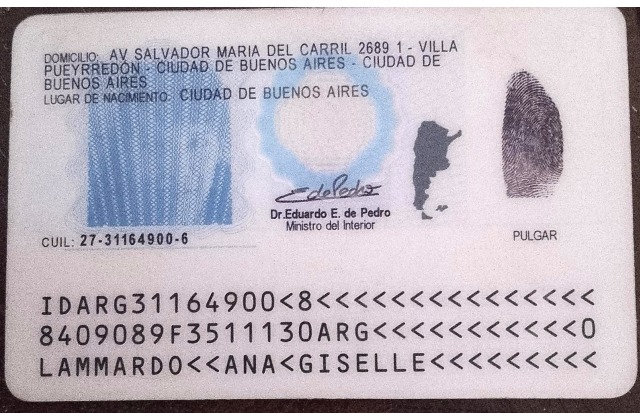 DOMICILIO: AV SALVADOR MARIA DEL CARRIL 2689 1 - VILLA
PUEYRREDÓN - CIUDAD DE BUENOS AIRES - CIUDAD DE
BUENOS AIRES
LUGAR DE NACIMIENTO: CIUDAD DE BUENOS AIRES
EdePedro
Dr.Eduardo E. de Pedro
Ministro del Interior
CUIL: 27-31164900-6
PULGAR
IDARG31164900<8<<<<<<<<<<<<<<<
8409089F3511130ARG<<<<<<<<<<<0
LAMMARDO<<ANA<GISELLE<<<<<<<<<